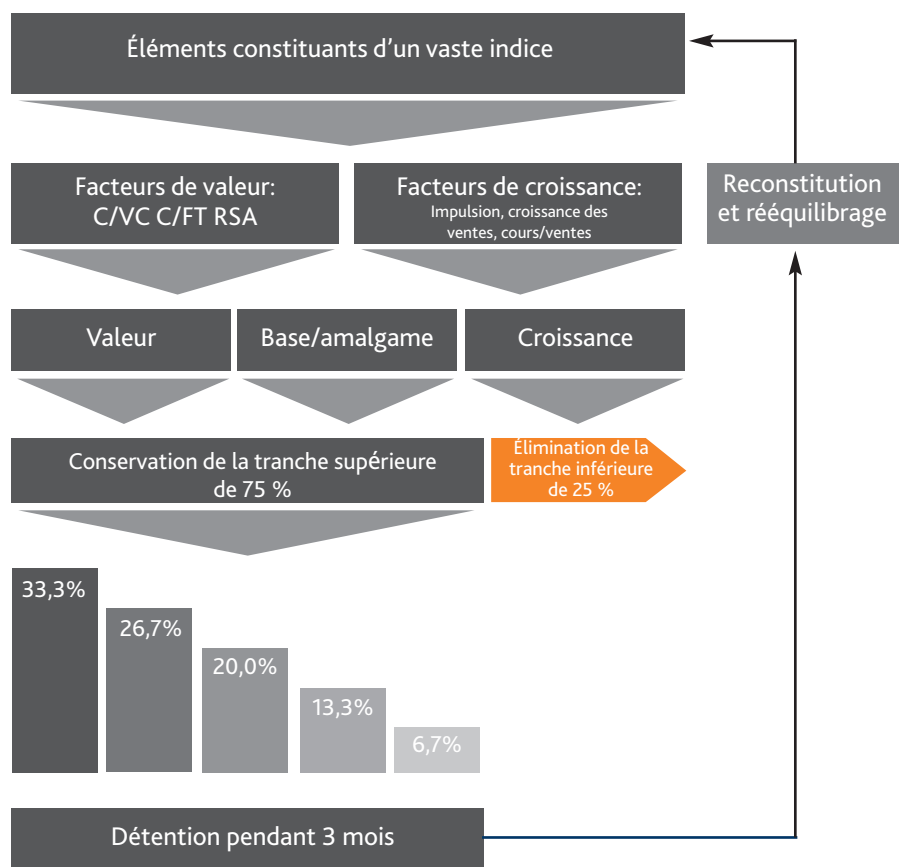 Éléments constituants d'un vaste indice
Facteurs de valeur:
C/VC C/FT RSA
Facteurs de croissance:
Impulsion, croissance des
ventes, cours/ventes
Reconstitution
et rééquilibrage
Valeur
Base/amalgame
Croissance
Conservation de la tranche supérieure
de 75 %
Élimination de la
tranche inférieure
de 25 %
33,3%
26,7%
20,0%
13,3%
6,7%
Détention pendant 3 mois